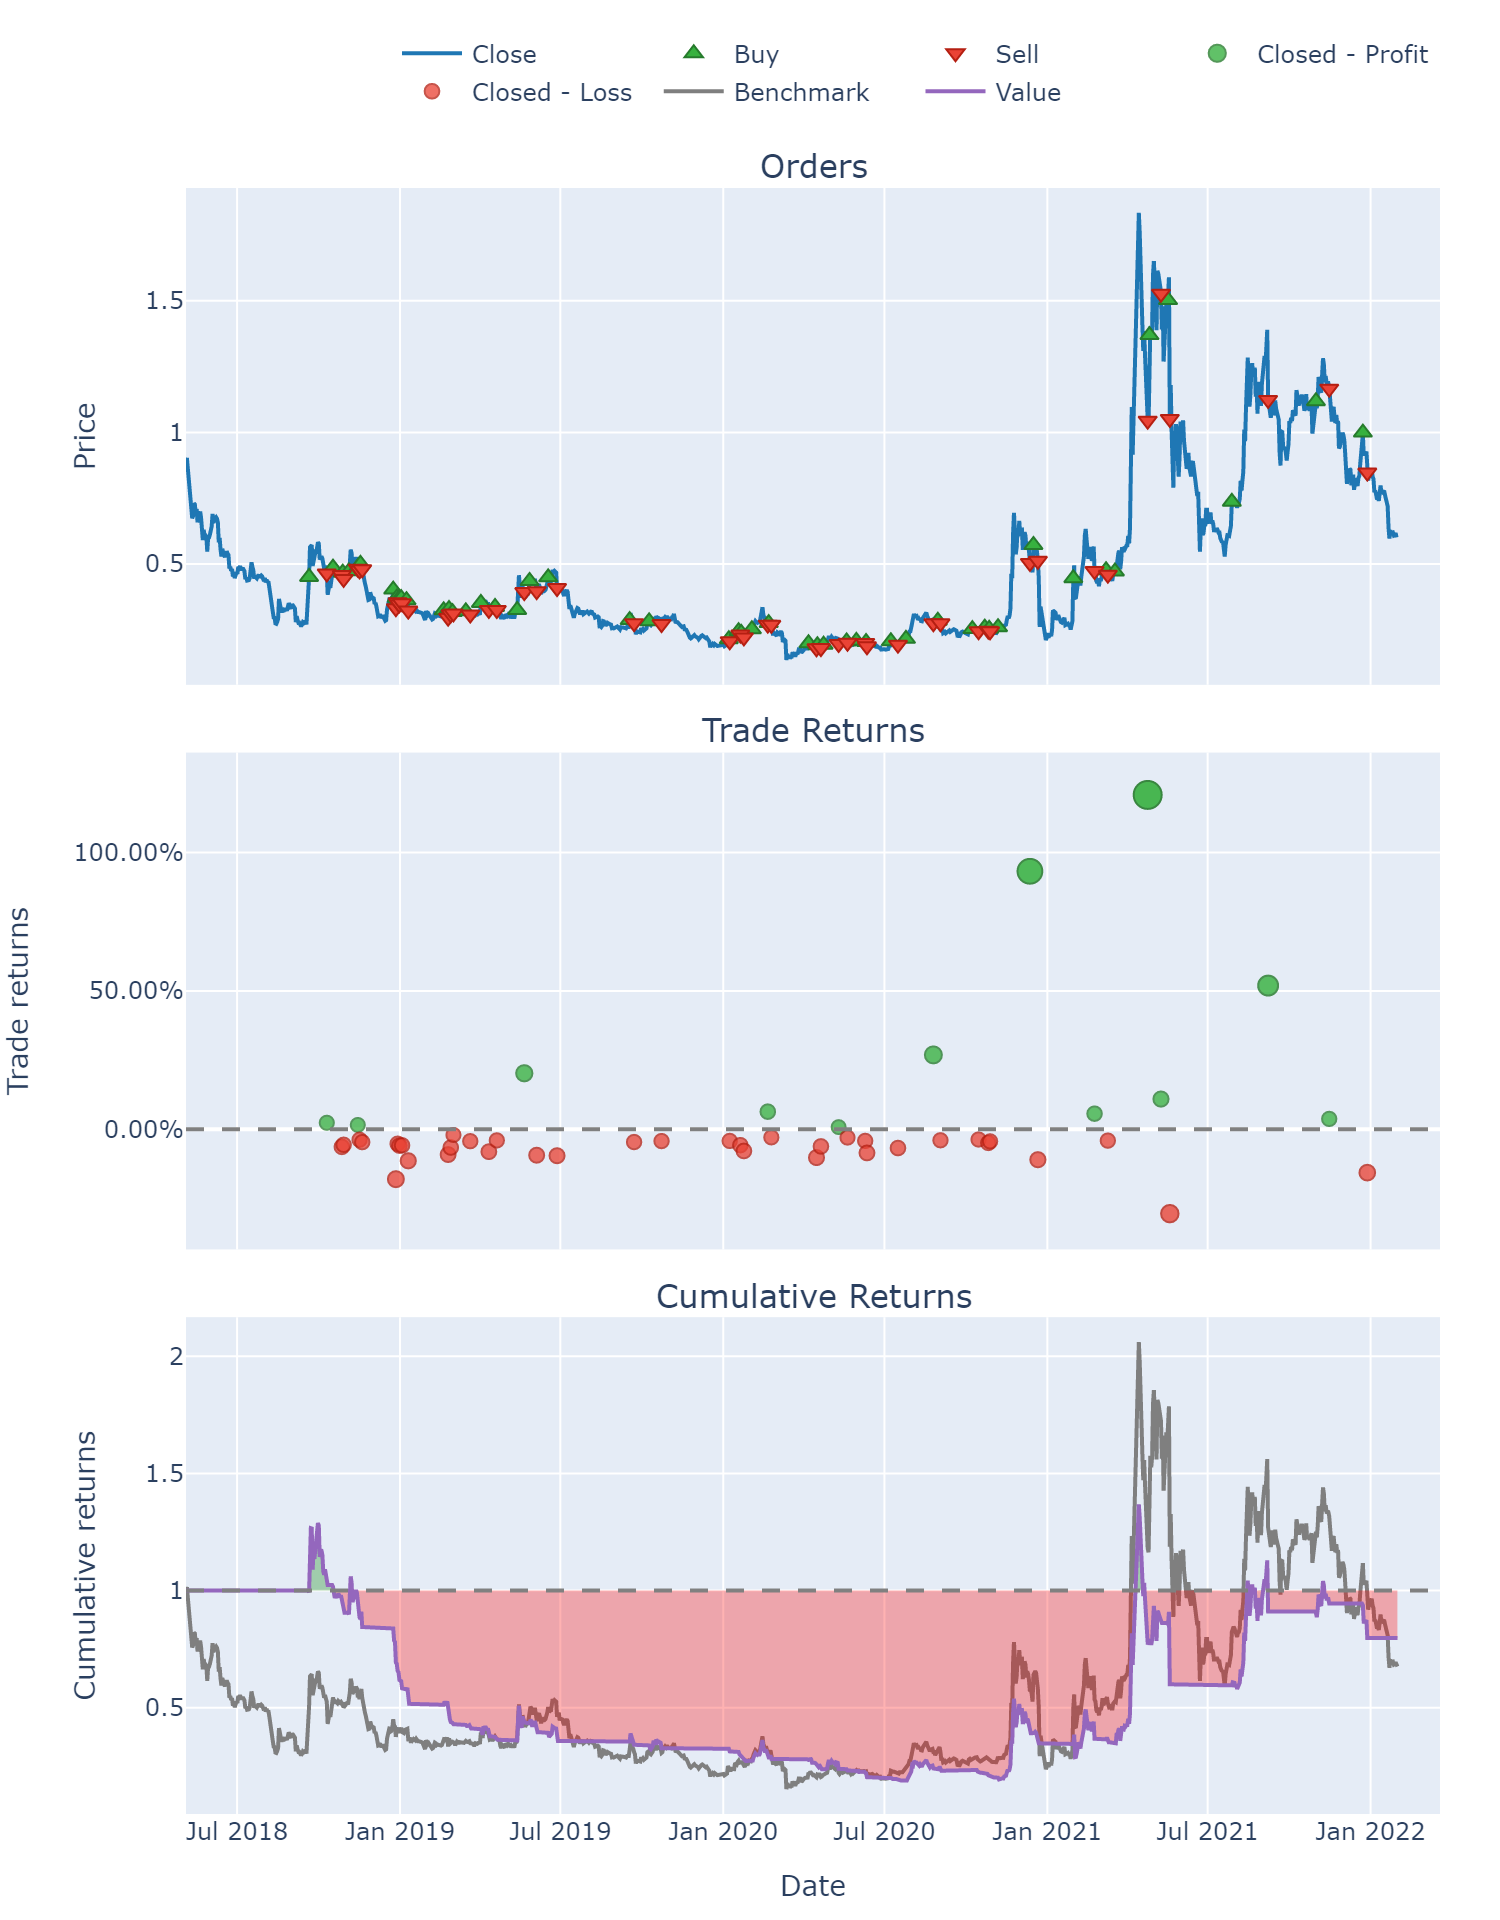 Close Buy Sell Closed - Profit
Closed - Loss Benchmark Value
Orders
Price
1.5
1
0.5
Trade Returns
Trade returns
100.00%
50.00%
0.00%
Cumulative Returns
Cumulative returns
2
1.5
1
0.5
Jul 2018 Jan 2019 Jul 2019 Jan 2020 Jul 2020 Jan 2021 Jul 2021 Jan 2022
Date